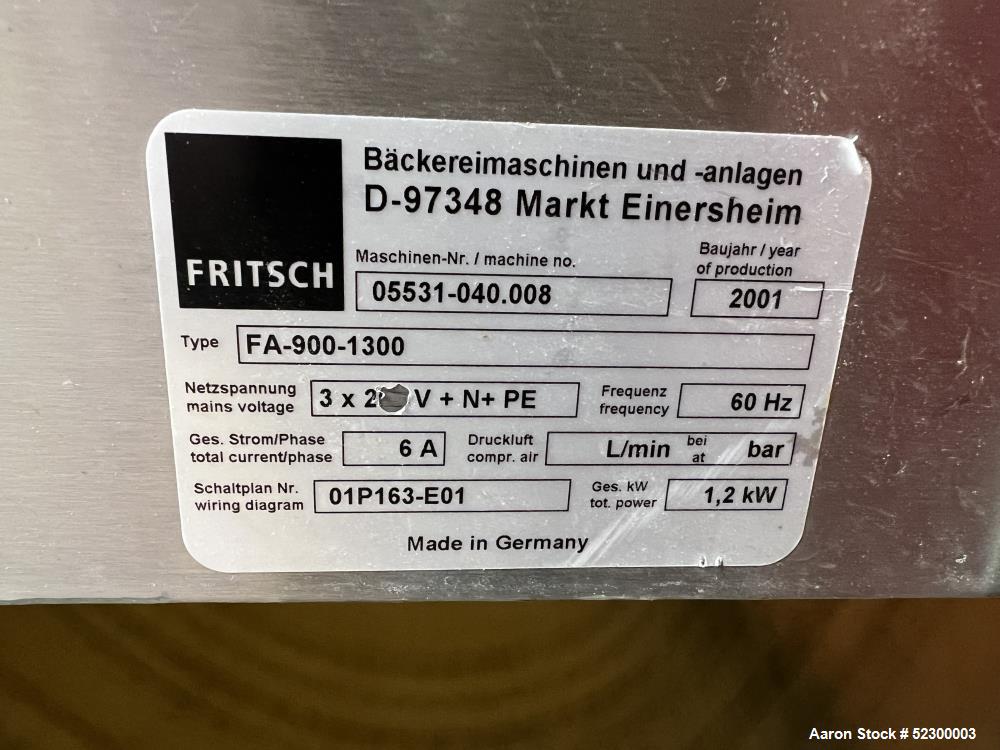 FRITSCH
Bäckereimaschinen und -anlagen
D-97348 Markt Einersheim
Maschinen-Nr. / machine no.
05531-040.008
Baujahr / year
of production
2001
Type
FA-900-1300
Netzspannung
mains voltage
3 x V + N+ PE
Frequenz
frequency
60 Hz
Ges. Strom/Phase
total current/phase
6 A
Druckluft
compr. air
L/min
bei
at
bar
Schaltplan Nr.
wiring diagram
01P163-E01
Ges. kW
tot. power
1,2 kW
Made in Germany
Aaron Stock # 52300003